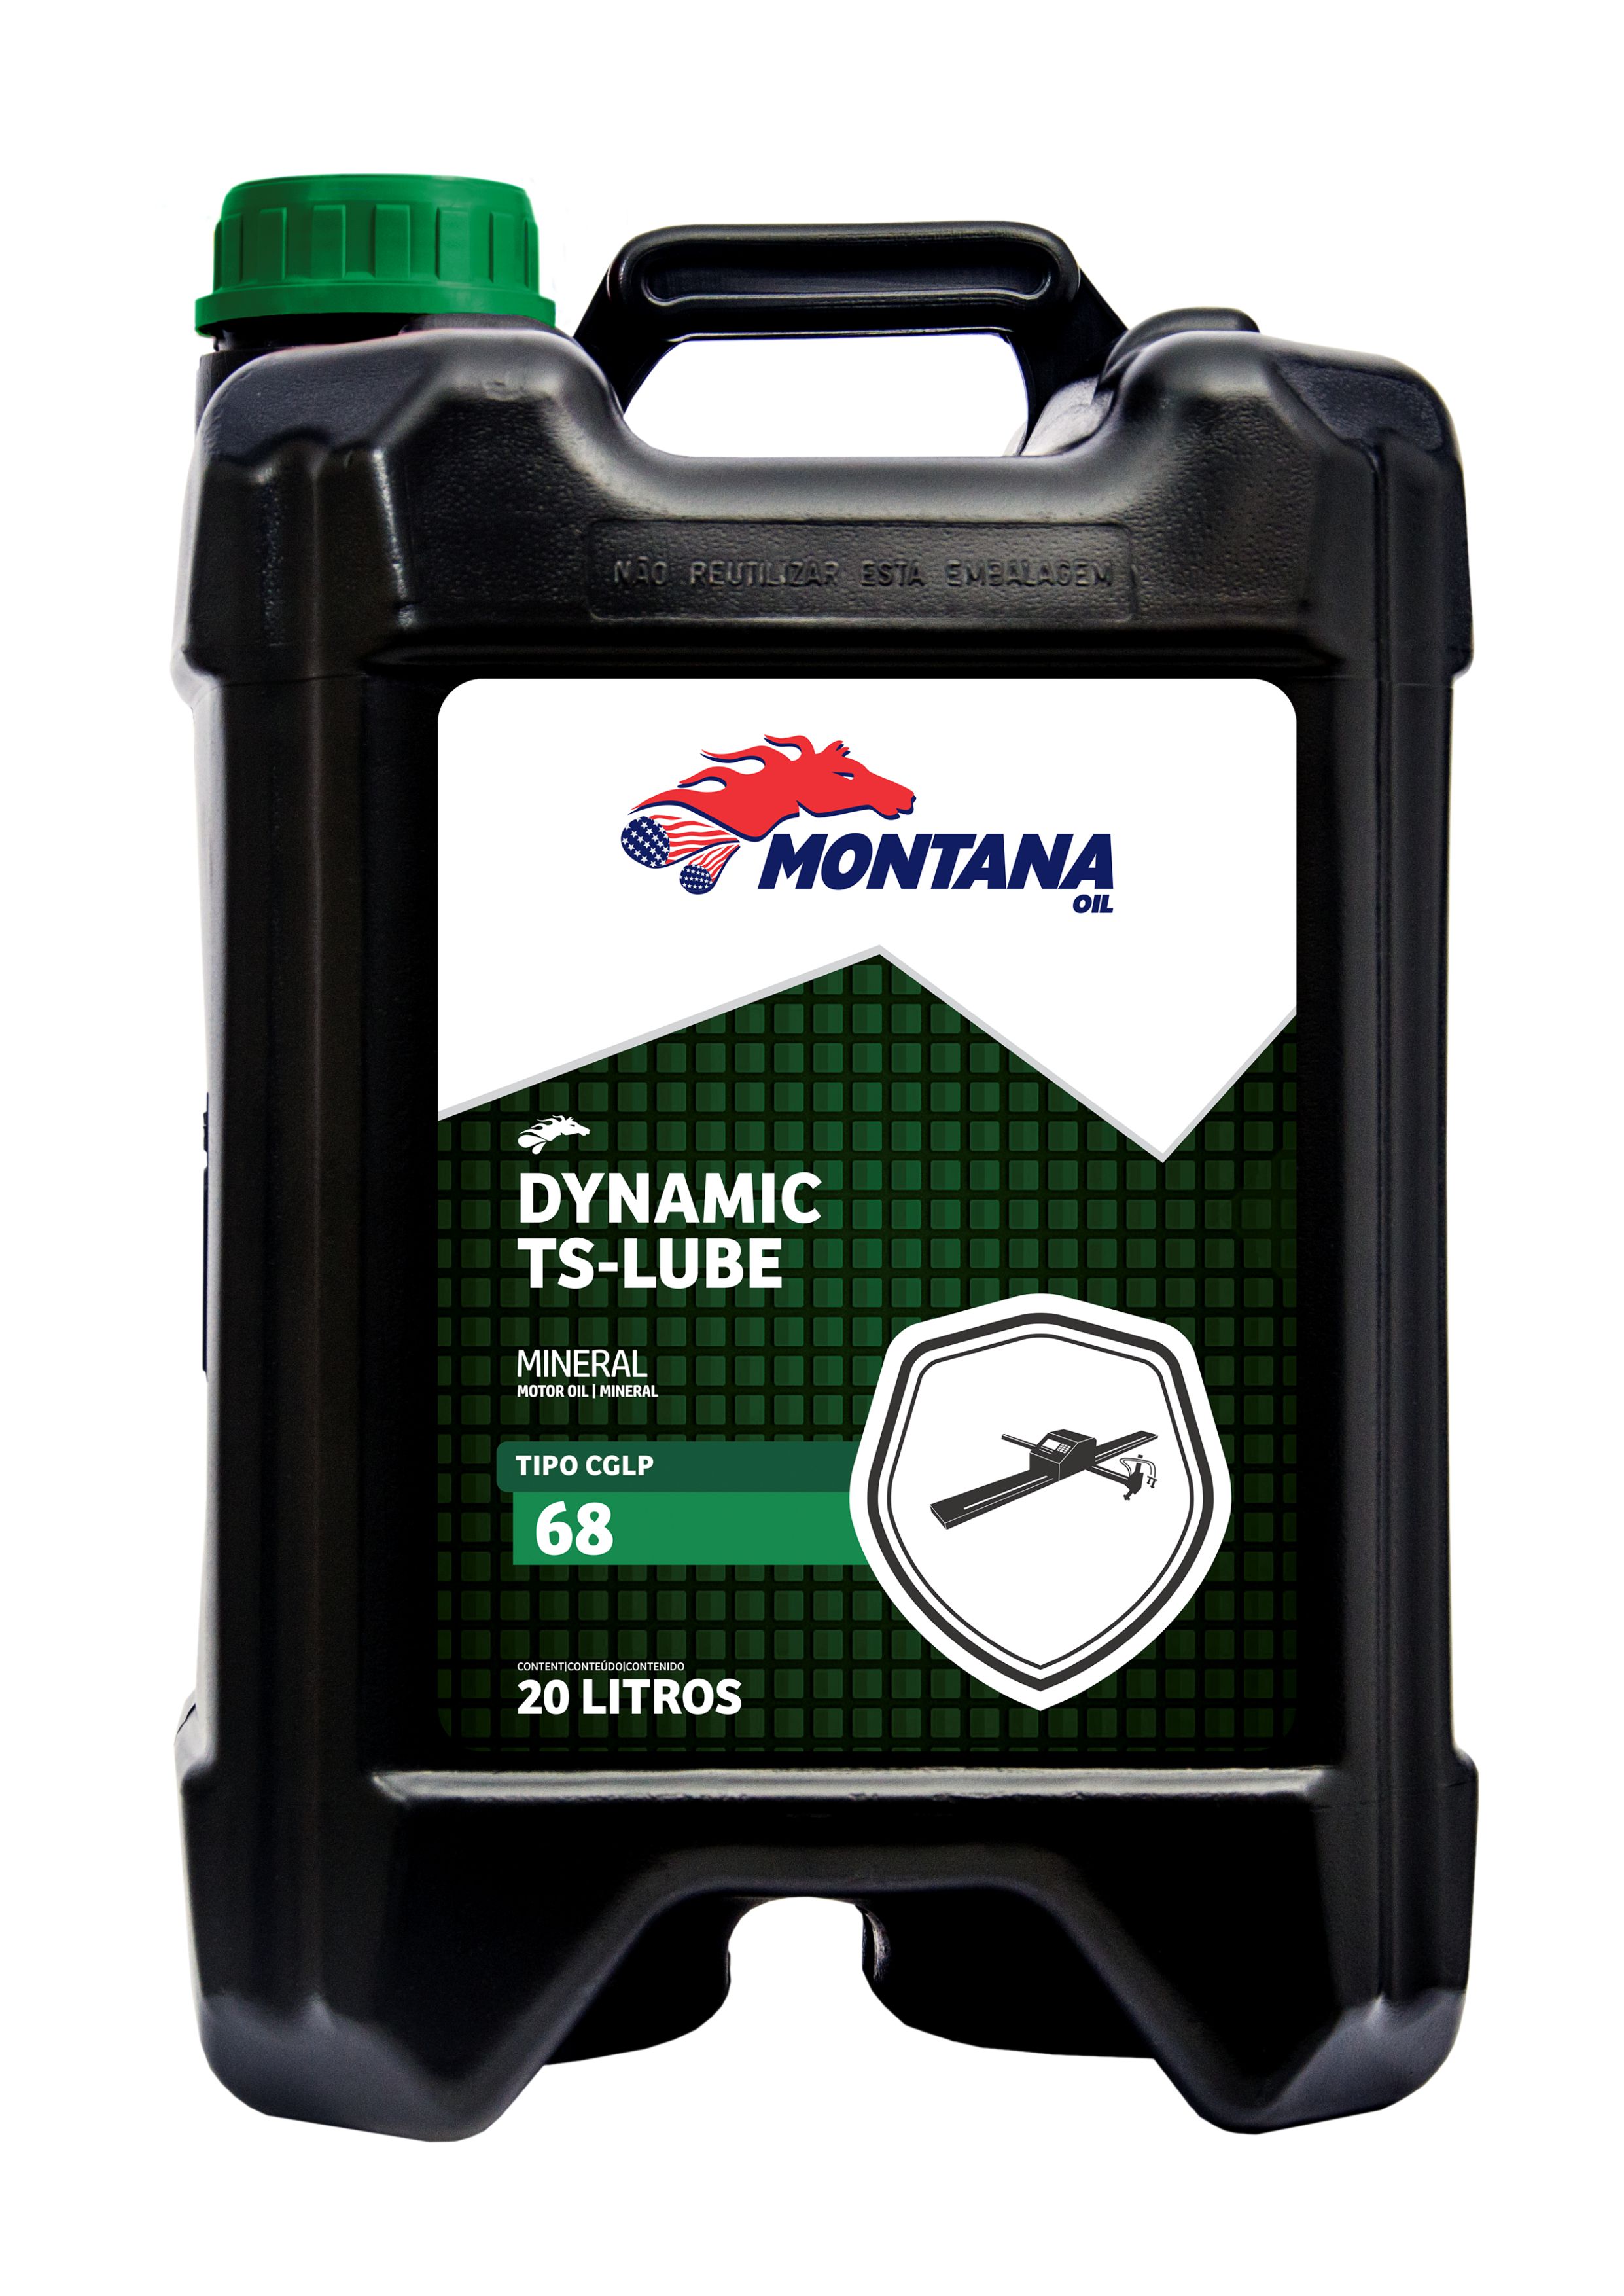 NÃO REUTILIZAR ESTA EMBALAGEM
MONTANA
OIL
DYNAMIC
TS-LUBE
MINERAL
MOTOR OIL | MINERAL
TIPO CGLP
68
CONTENT|CONTEÚDO|CONTENIDO
20 LITROS